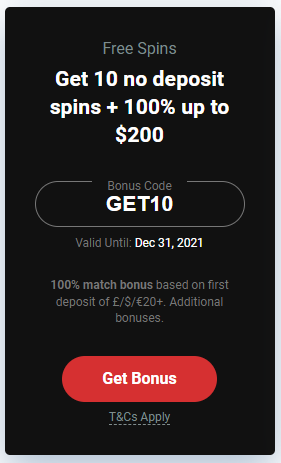 Free Spins
Get 10 no deposit
spins + 100% up to
$200
Bonus Code
GET10
Valid Until: Dec 31, 2021
100% match bonus based on first
deposit of £/$/€20+. Additional
bonuses.
Get Bonus
T&Cs Apply